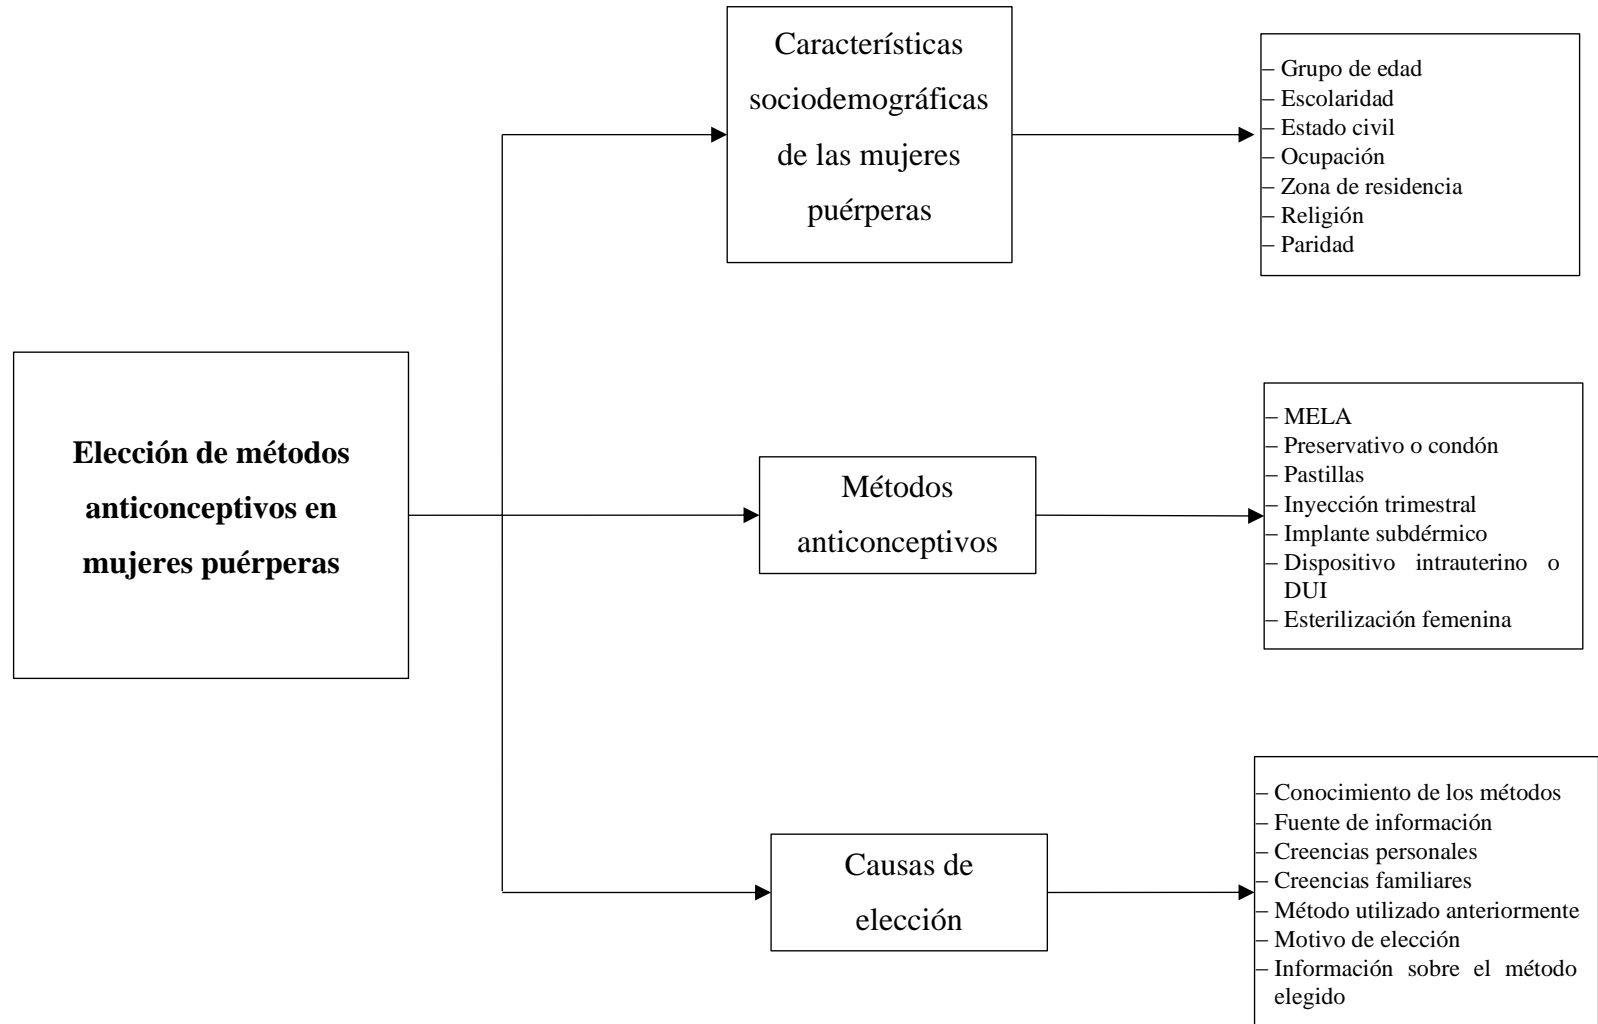 Características
sociodemográficas
de las mujeres
puérperas
– Grupo de edad
– Escolaridad
– Estado civil
– Ocupación
– Zona de residencia
– Religión
– Paridad
Elección de métodos
anticonceptivos en
mujeres puérperas
Métodos
anticonceptivos
– MELA
– Preservativo o condón
– Pastillas
– Inyección trimestral
– Implante subdérmico
– Dispositivo intrauterino o
DUI
– Esterilización femenina
Causas de
elección
– Conocimiento de los métodos
– Fuente de información
– Creencias personales
– Creencias familiares
– Método utilizado anteriormente
– Motivo de elección
– Información sobre el método
elegido